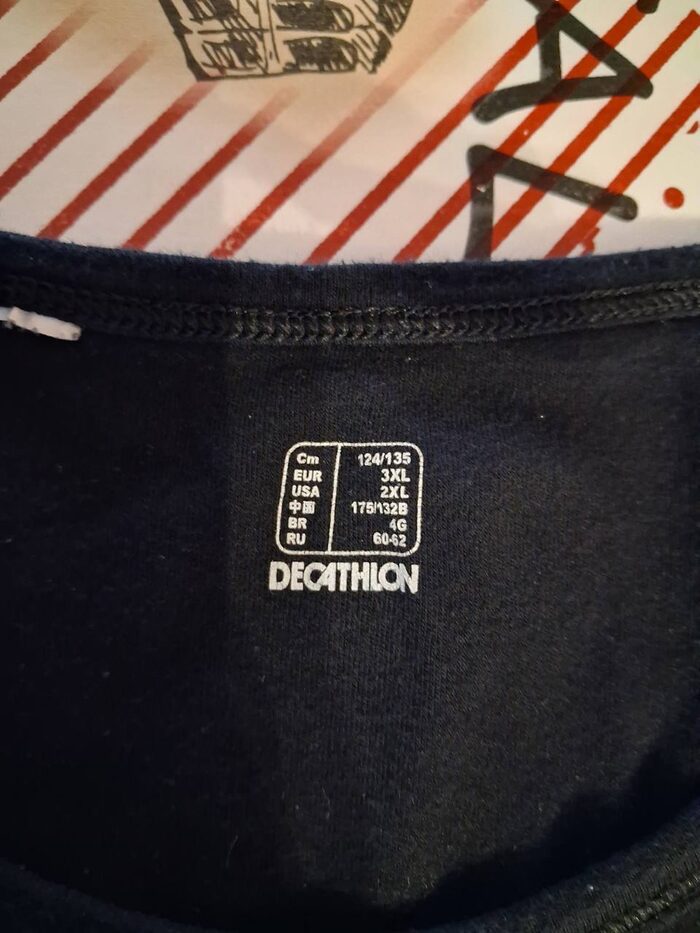 Cm 124/135
EUR 3XL
USA 2XL
中国 175/132B
BR 4G
RU 60-62
DECATHLON